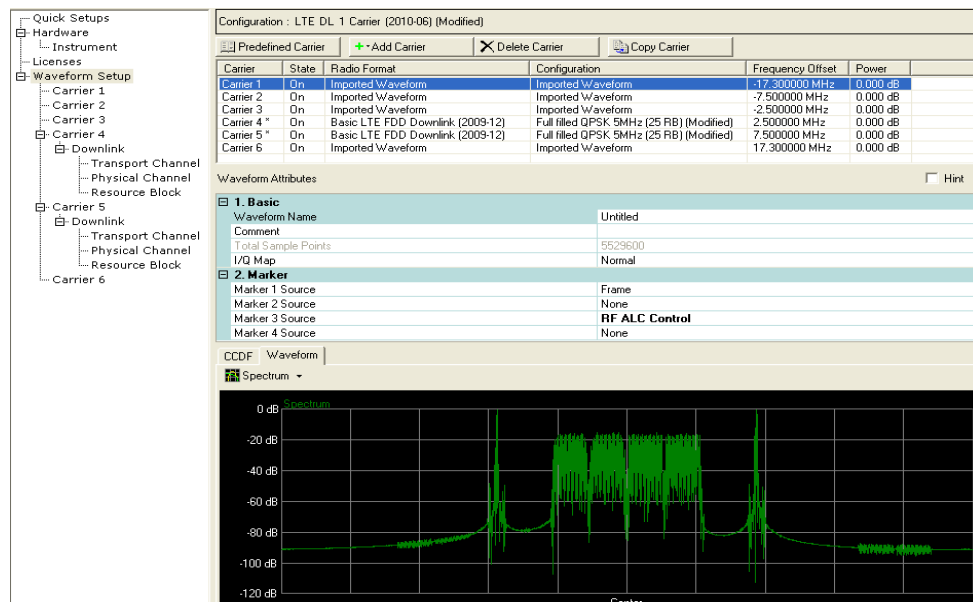 Quick Setups
Hardware
Instrument
Licenses
Waveform Setup
Carrier 1
Carrier 2
Carrier 3
Carrier 4
Downlink
Transport Channel
Physical Channel
Resource Block
Carrier 5
Downlink
Transport Channel
Physical Channel
Resource Block
Carrier 6
Configuration : LTE DL 1 Carrier (2010-06) (Modified)
Predefined Carrier Add Carrier Delete Carrier Copy Carrier
Carrier State Radio Format Configuration Frequency Offset Power
Carrier 1 On Imported Waveform Imported Waveform -17.300000 MHz 0.000 dB
Carrier 2 On Imported Waveform Imported Waveform -7.500000 MHz 0.000 dB
Carrier 3 On Imported Waveform Imported Waveform -2.500000 MHz 0.000 dB
Carrier 4 * On Basic LTE FDD Downlink (2009-12) Full filled QPSK 5MHz (25 RB) (Modified) 2.500000 MHz 0.000 dB
Carrier 5 * On Basic LTE FDD Downlink (2009-12) Full filled QPSK 5MHz (25 RB) (Modified) 7.500000 MHz 0.000 dB
Carrier 6 On Imported Waveform Imported Waveform 17.300000 MHz 0.000 dB
Waveform Attributes Hint
1. Basic
Waveform Name Untitled
Comment
Total Sample Points 5529600
I/Q Map Normal
2. Marker
Marker 1 Source Frame
Marker 2 Source None
Marker 3 Source RF ALC Control
Marker 4 Source None
CCDF Waveform
Spectrum
Spectrum
0 dB
-20 dB
-40 dB
-60 dB
-80 dB
-100 dB
-120 dB